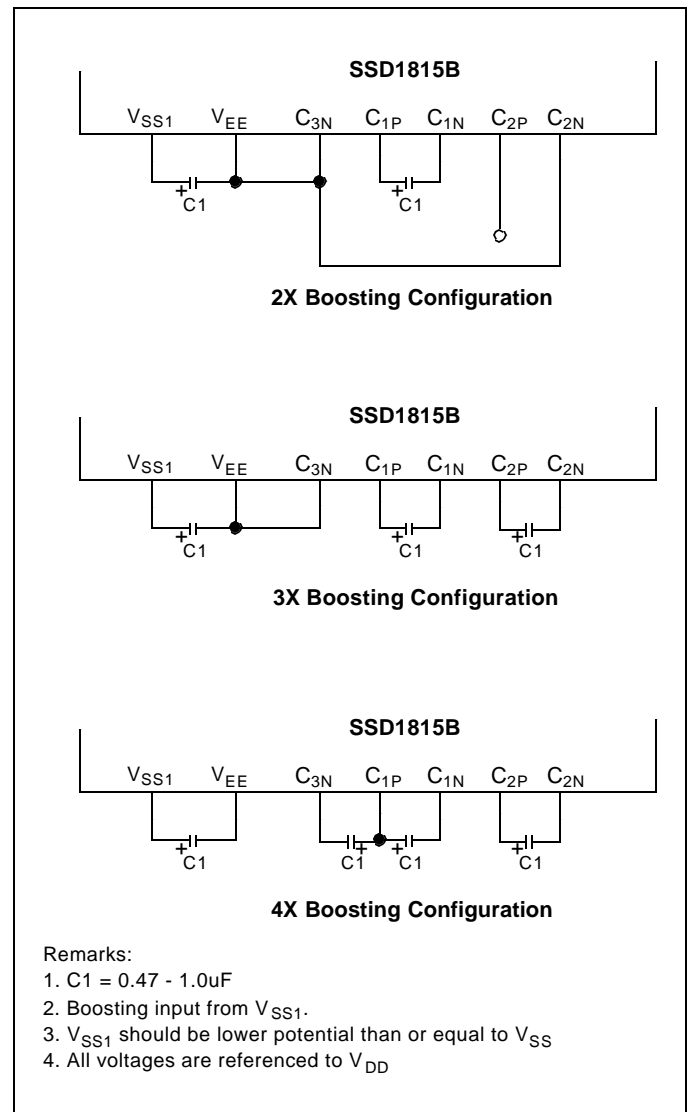 SSD1815B
VSS1 VEE C3N C1P C1N C2P C2N
+ C1 + C1
2X Boosting Configuration
SSD1815B
VSS1 VEE C3N C1P C1N C2P C2N
+ C1 + C1 + C1
3X Boosting Configuration
SSD1815B
VSS1 VEE C3N C1P C1N C2P C2N
+ C1 C1 + + C1 + C1
4X Boosting Configuration
Remarks:
1. C1 = 0.47 - 1.0uF
2. Boosting input from VSS1.
3. VSS1 should be lower potential than or equal to VSS
4. All voltages are referenced to VDD